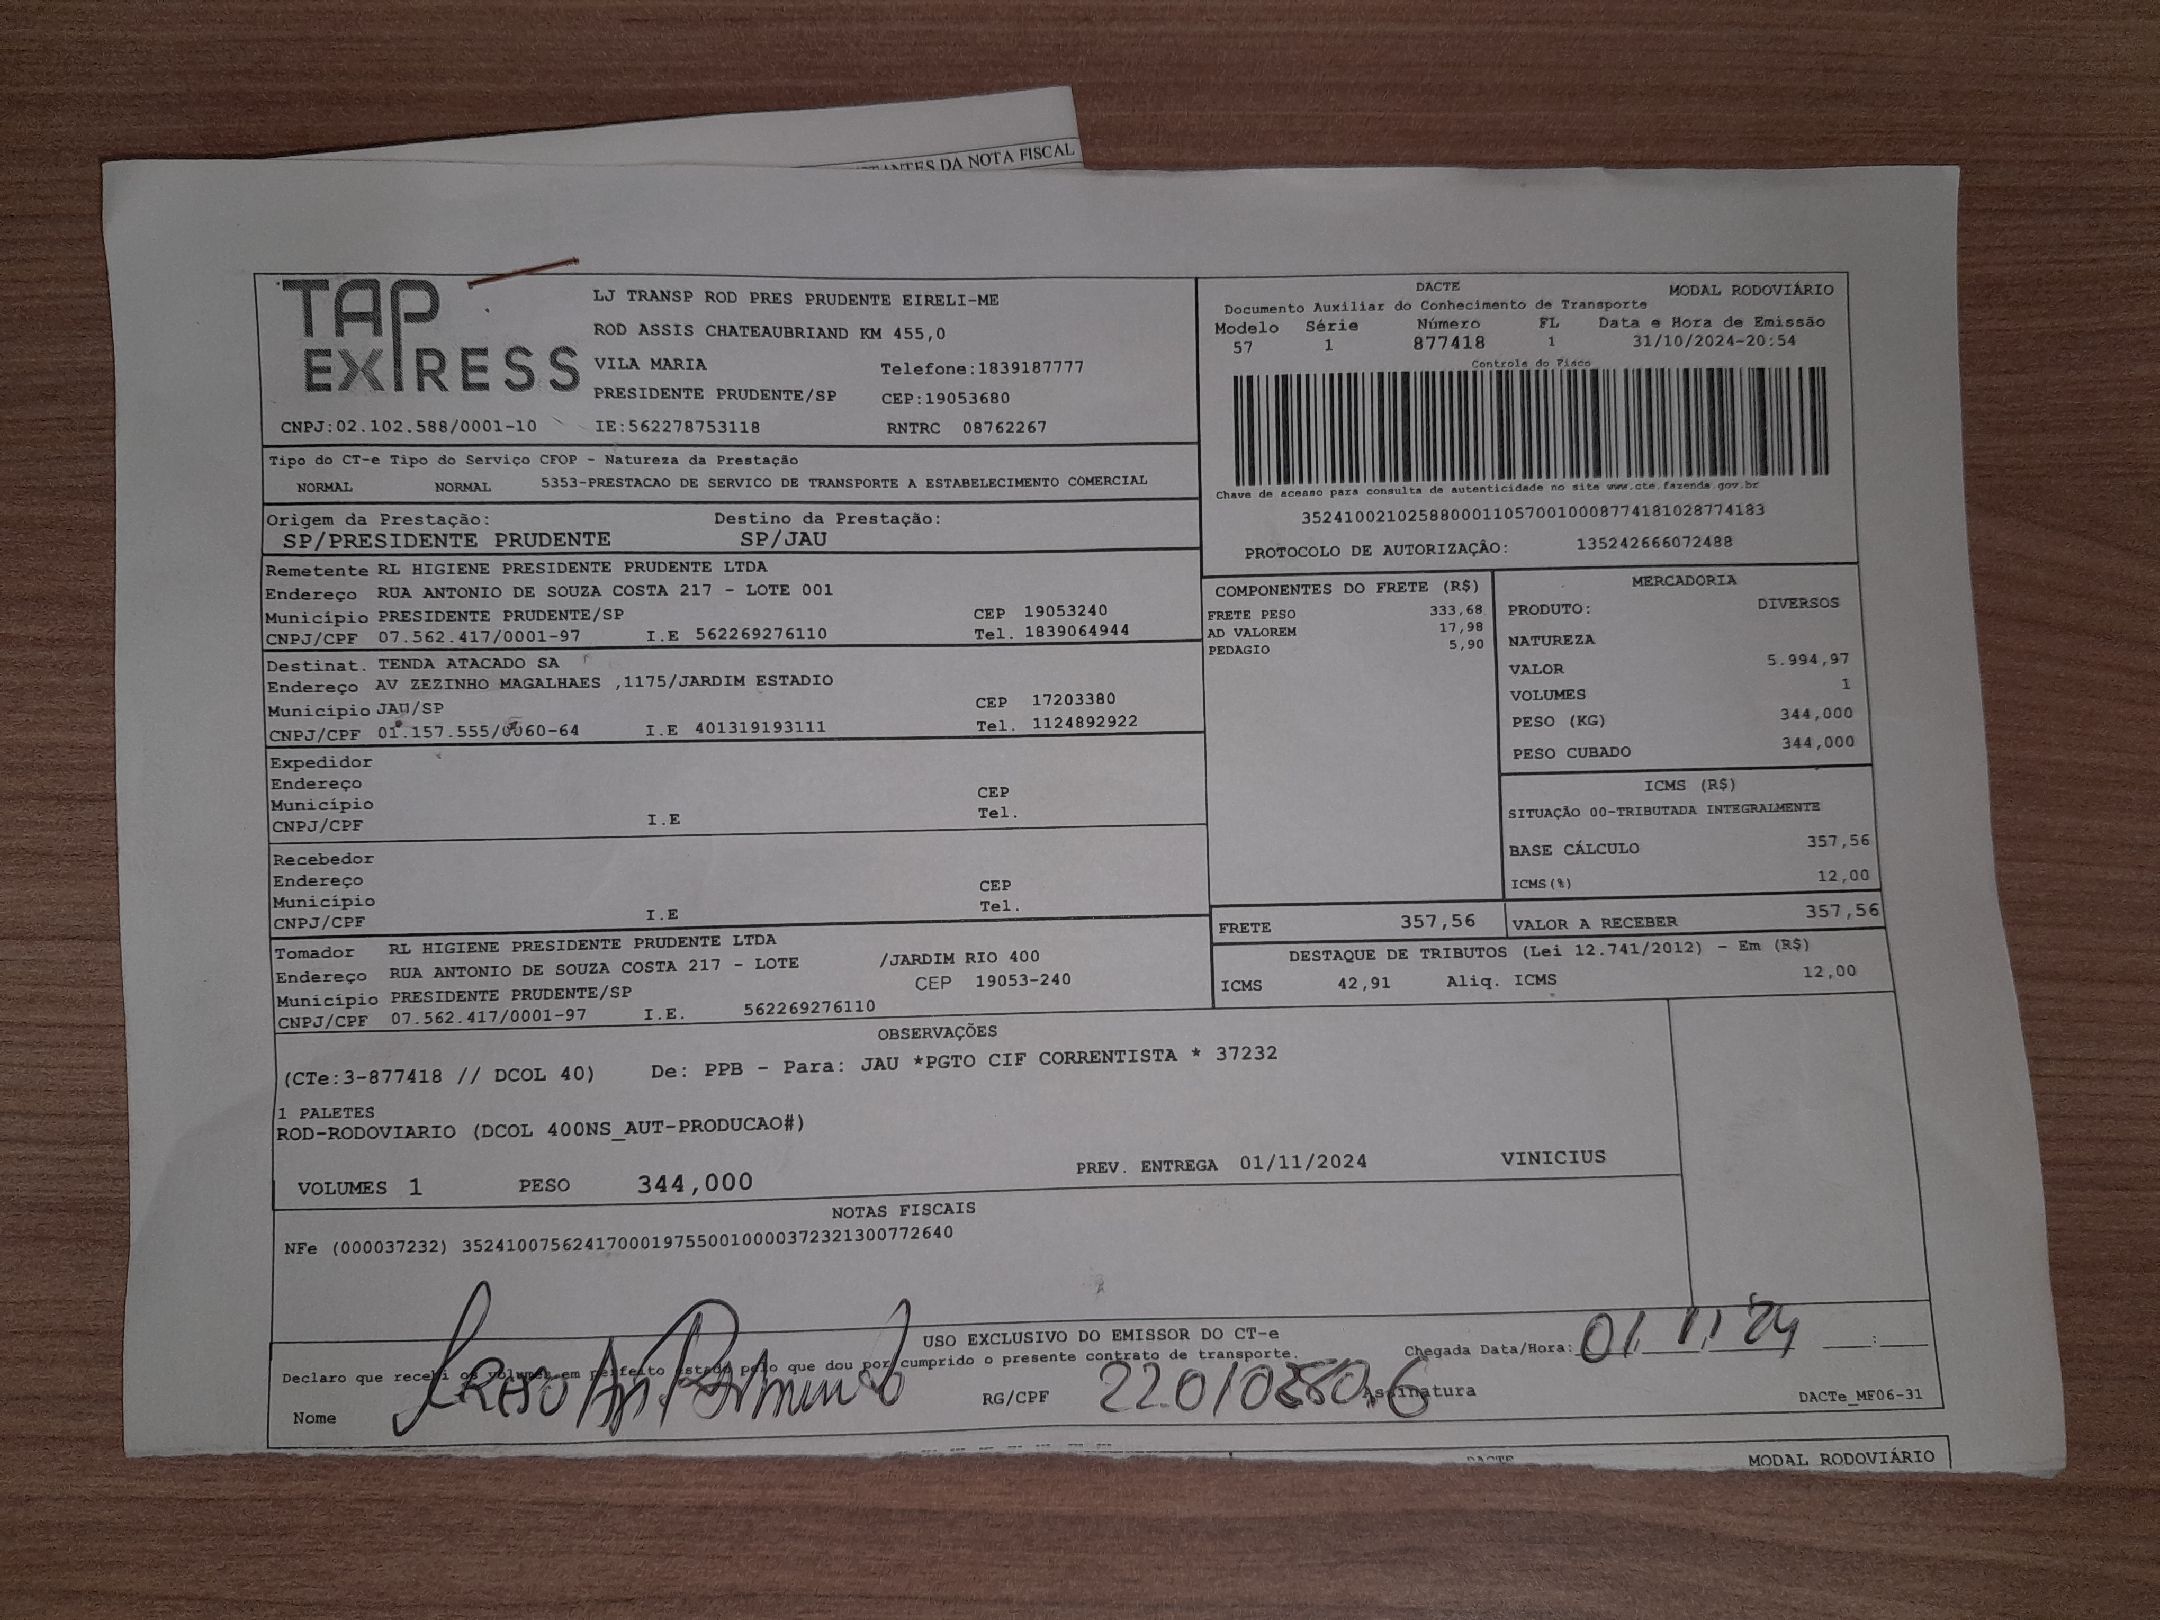 ANTES DA NOTA FISCAL
TAP EXPRESS
LJ TRANSP ROD PRES PRUDENTE EIRELI-ME
ROD ASSIS CHATEAUBRIAND KM 455,0
VILA MARIA Telefone:1839187777
PRESIDENTE PRUDENTE/SP CEP:19053680
CNPJ:02.102.588/0001-10 IE:562278753118 RNTRC 08762267
DACTE MODAL RODOVIÁRIO
Documento Auxiliar do Conhecimento de Transporte
Modelo Série Número FL Data e Hora de Emissão
57 1 877418 1 31/10/2024-20:54
Controle do Fisco
Chave de acesso para consulta de autenticidade no site www.cte.fazenda.gov.br
35241002102588000110570010008774181028774183
PROTOCOLO DE AUTORIZAÇÃO: 135242666072488
Tipo do CT-e Tipo do Serviço CFOP - Natureza da Prestação
NORMAL NORMAL 5353-PRESTACAO DE SERVICO DE TRANSPORTE A ESTABELECIMENTO COMERCIAL
Origem da Prestação: Destino da Prestação:
SP/PRESIDENTE PRUDENTE SP/JAU
Remetente RL HIGIENE PRESIDENTE PRUDENTE LTDA
Endereço RUA ANTONIO DE SOUZA COSTA 217 - LOTE 001
Município PRESIDENTE PRUDENTE/SP CEP 19053240
CNPJ/CPF 07.562.417/0001-97 I.E 562269276110 Tel. 1839064944
Destinat. TENDA ATACADO SA
Endereço AV ZEZINHO MAGALHAES ,1175/JARDIM ESTADIO
Município JAU/SP CEP 17203380
CNPJ/CPF 01.157.555/0060-64 I.E 401319193111 Tel. 1124892922
Expedidor
Endereço CEP
Município Tel.
CNPJ/CPF I.E
Recebedor
Endereço CEP
Município Tel.
CNPJ/CPF I.E
Tomador RL HIGIENE PRESIDENTE PRUDENTE LTDA
Endereço RUA ANTONIO DE SOUZA COSTA 217 - LOTE /JARDIM RIO 400
Município PRESIDENTE PRUDENTE/SP CEP 19053-240
CNPJ/CPF 07.562.417/0001-97 I.E. 562269276110
COMPONENTES DO FRETE (R$)
FRETE PESO 333,68
AD VALOREM 17,98
PEDAGIO 5,90
MERCADORIA
PRODUTO: DIVERSOS
NATUREZA
VALOR 5.994,97
VOLUMES 1
PESO (KG) 344,000
PESO CUBADO 344,000
ICMS (R$)
SITUAÇÃO 00-TRIBUTADA INTEGRALMENTE
BASE CÁLCULO 357,56
ICMS(%) 12,00
FRETE 357,56 VALOR A RECEBER 357,56
DESTAQUE DE TRIBUTOS (Lei 12.741/2012) - Em (R$)
ICMS 42,91 Aliq. ICMS 12,00
OBSERVAÇÕES
(CTe:3-877418 // DCOL 40) De: PPB - Para: JAU *PGTO CIF CORRENTISTA * 37232
1 PALETES
ROD-RODOVIARIO (DCOL 400NS_AUT-PRODUCAO#)
VOLUMES 1 PESO 344,000 PREV. ENTREGA 01/11/2024 VINICIUS
NOTAS FISCAIS
NFe (000037232) 35241007562417000197550010000372321300772640
USO EXCLUSIVO DO EMISSOR DO CT-e
Declaro que recebi os volumes em perfeito estado pelo que dou por cumprido o presente contrato de transporte. Chegada Data/Hora: 01/11/24 :
Nome RG/CPF Assinatura DACTe_MF06-31
DACTE MODAL RODOVIÁRIO